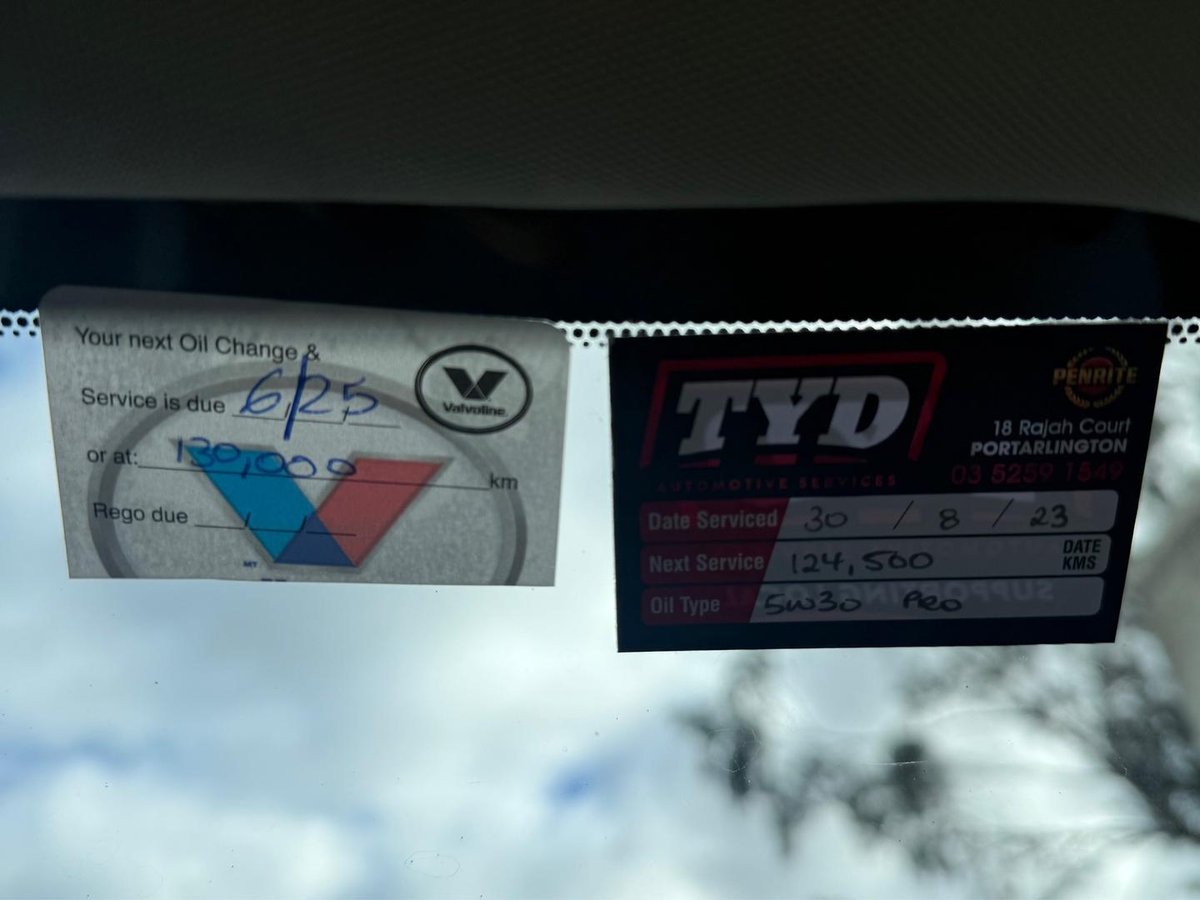 Your next Oil Change &
Service is due 6/25
or at: 130,000 km
Rego due / /
Valvoline
MT
TYD
AUTOMOTIVE SERVICES
PENRITE
18 Rajah Court
PORTARLINGTON
03 5259 1549
Date Serviced 30 / 8 / 23
Next Service 124,500 DATE
KMS
Oil Type 5W30 PRO